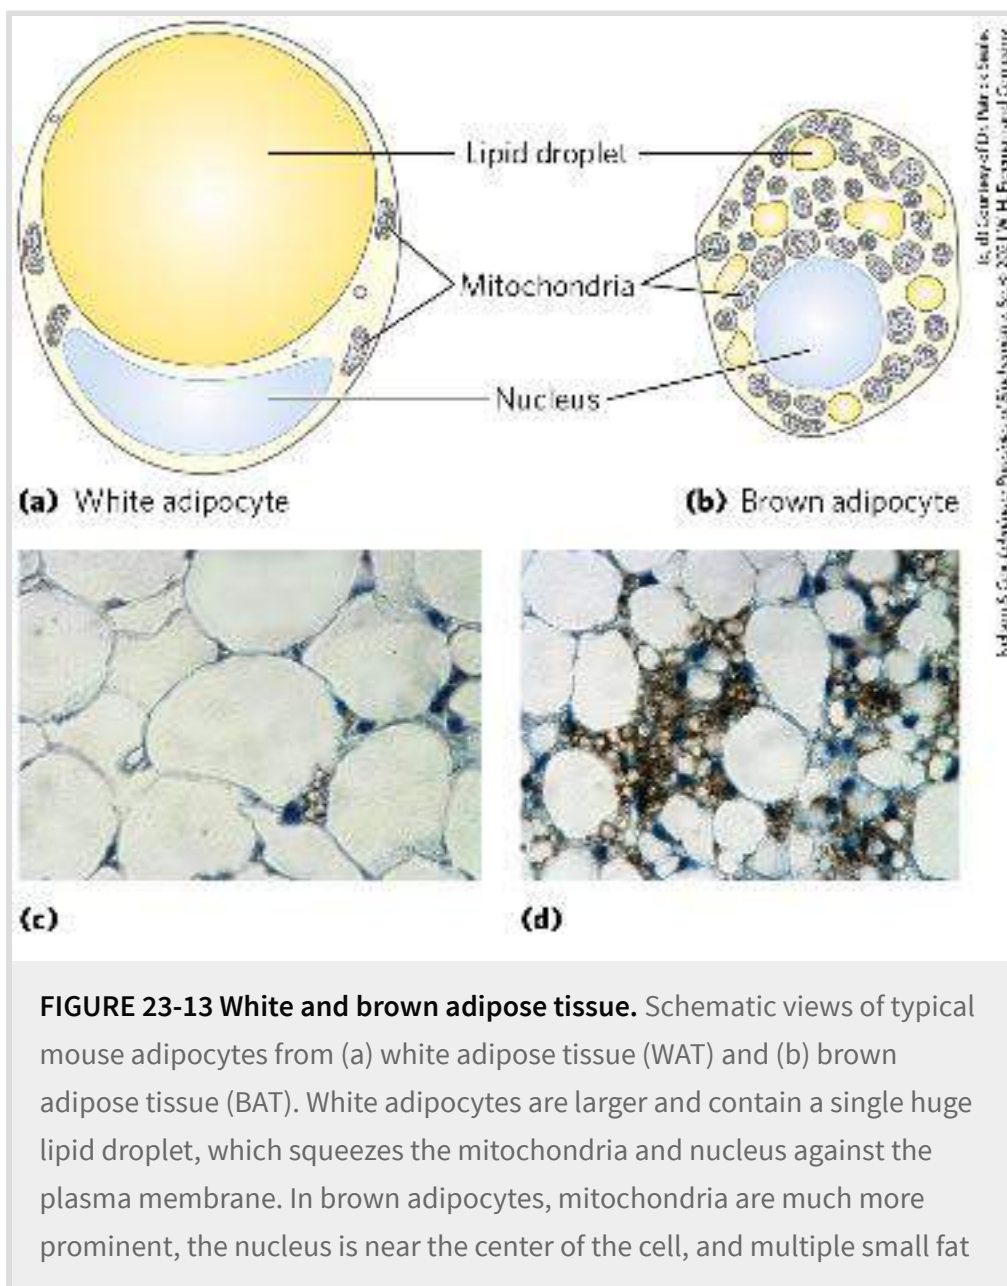 Lipid droplet
Mitochondria
Nucleus
(a) White adipocyte
(b) Brown adipocyte
(c)
(d)
FIGURE 23-13 White and brown adipose tissue. Schematic views of typical
mouse adipocytes from (a) white adipose tissue (WAT) and (b) brown
adipose tissue (BAT). White adipocytes are larger and contain a single huge
lipid droplet, which squeezes the mitochondria and nucleus against the
plasma membrane. In brown adipocytes, mitochondria are much more
prominent, the nucleus is near the center of the cell, and multiple small fat